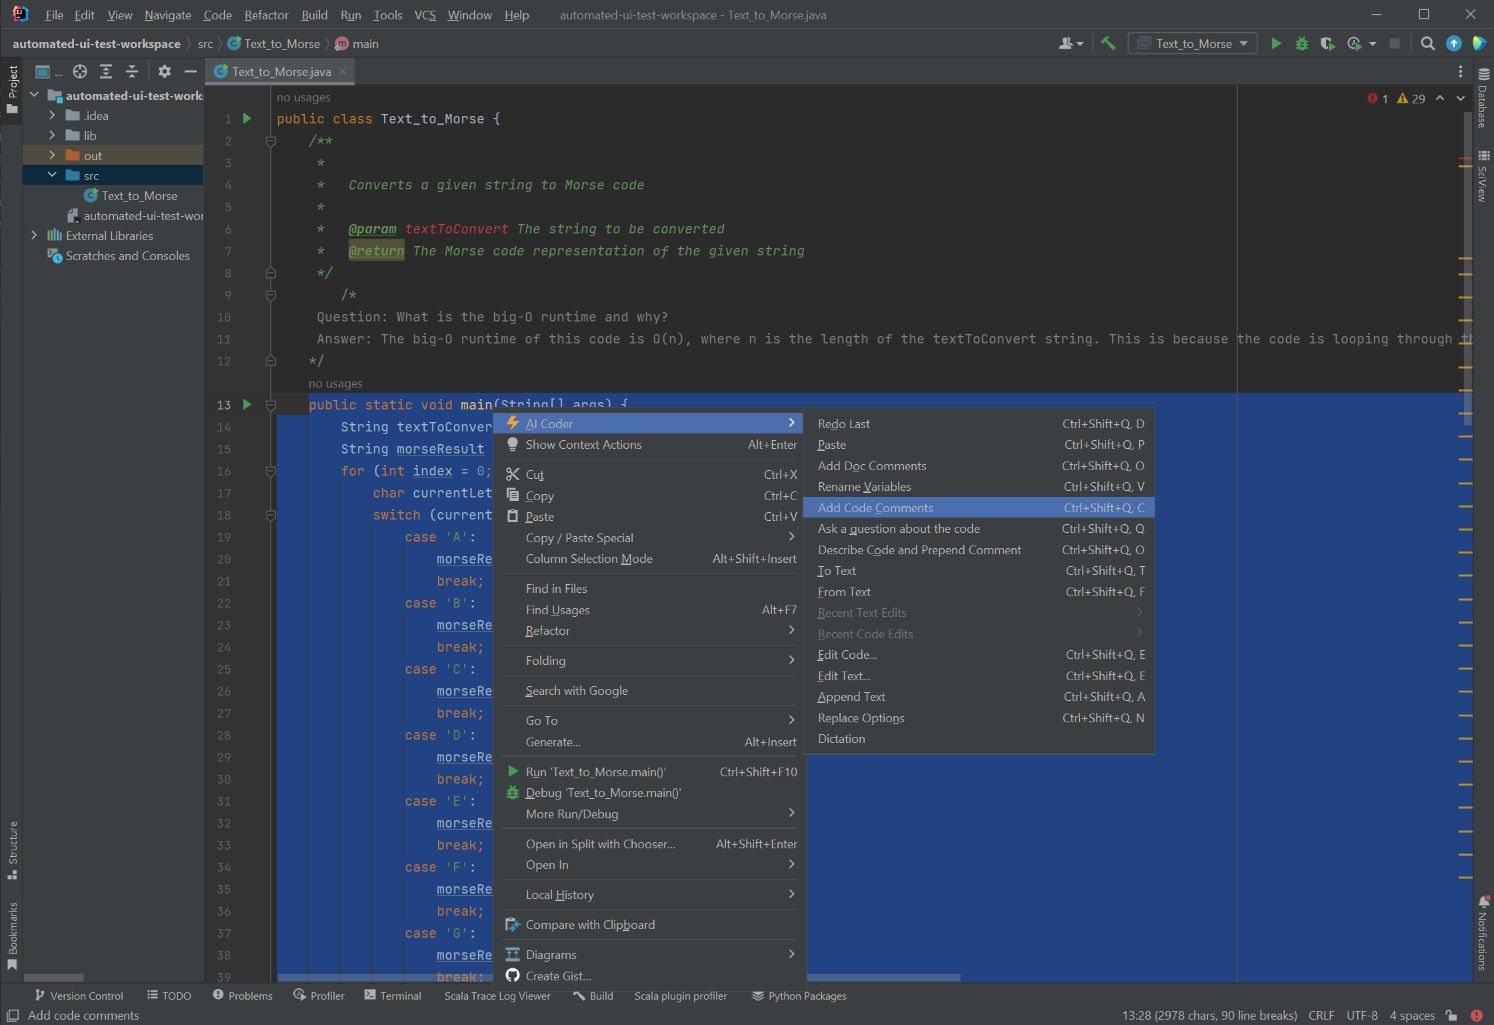 File Edit View Navigate Code Refactor Build Run Tools VCS Window Help automated-ui-test-workspace - Text_to_Morse.java
automated-ui-test-workspace src Text_to_Morse main Text_to_Morse
Project
... Text_to_Morse.java
automated-ui-test-work
.idea
lib
out
src
Text_to_Morse
automated-ui-test-wor
External Libraries
Scratches and Consoles
Structure
Bookmarks
no usages
1 29
1 public class Text_to_Morse {
2 /**
3 *
4 * Converts a given string to Morse code
5 *
6 * @param textToConvert The string to be converted
7 * @return The Morse code representation of the given string
8 */
9 /*
10 Question: What is the big-O runtime and why?
11 Answer: The big-O runtime of this code is O(n), where n is the length of the textToConvert string. This is because the code is looping through
12 */
no usages
13 public static void main(String[] args) {
14 String textToConver
15 String morseResult
16 for (int index = 0;
17 char currentLet
18 switch (current
19 case 'A':
20 morseRe
21 break;
22 case 'B':
23 morseRe
24 break;
25 case 'C':
26 morseRe
27 break;
28 case 'D':
29 morseRe
30 break;
31 case 'E':
32 morseRe
33 break;
34 case 'F':
35 morseRe
36 break;
37 case 'G':
38 morseRe
39 break;
AI Coder
Show Context Actions Alt+Enter
Cut Ctrl+X
Copy Ctrl+C
Paste Ctrl+V
Copy / Paste Special
Column Selection Mode Alt+Shift+Insert
Find in Files
Find Usages Alt+F7
Refactor
Folding
Search with Google
Go To
Generate... Alt+Insert
Run 'Text_to_Morse.main()' Ctrl+Shift+F10
Debug 'Text_to_Morse.main()'
More Run/Debug
Open in Split with Chooser... Alt+Shift+Enter
Open In
Local History
Compare with Clipboard
Diagrams
Create Gist...
Redo Last Ctrl+Shift+Q, D
Paste Ctrl+Shift+Q, P
Add Doc Comments Ctrl+Shift+Q, O
Rename Variables Ctrl+Shift+Q, V
Add Code Comments Ctrl+Shift+Q, C
Ask a question about the code Ctrl+Shift+Q, Q
Describe Code and Prepend Comment Ctrl+Shift+Q, O
To Text Ctrl+Shift+Q, T
From Text Ctrl+Shift+Q, F
Recent Text Edits
Recent Code Edits
Edit Code... Ctrl+Shift+Q, E
Edit Text... Ctrl+Shift+Q, E
Append Text Ctrl+Shift+Q, A
Replace Options Ctrl+Shift+Q, N
Dictation
Database
SciView
Notifications
Version Control TODO Problems Profiler Terminal Scala Trace Log Viewer Build Scala plugin profiler Python Packages
Add code comments 13:28 (2978 chars, 90 line breaks) CRLF UTF-8 4 spaces